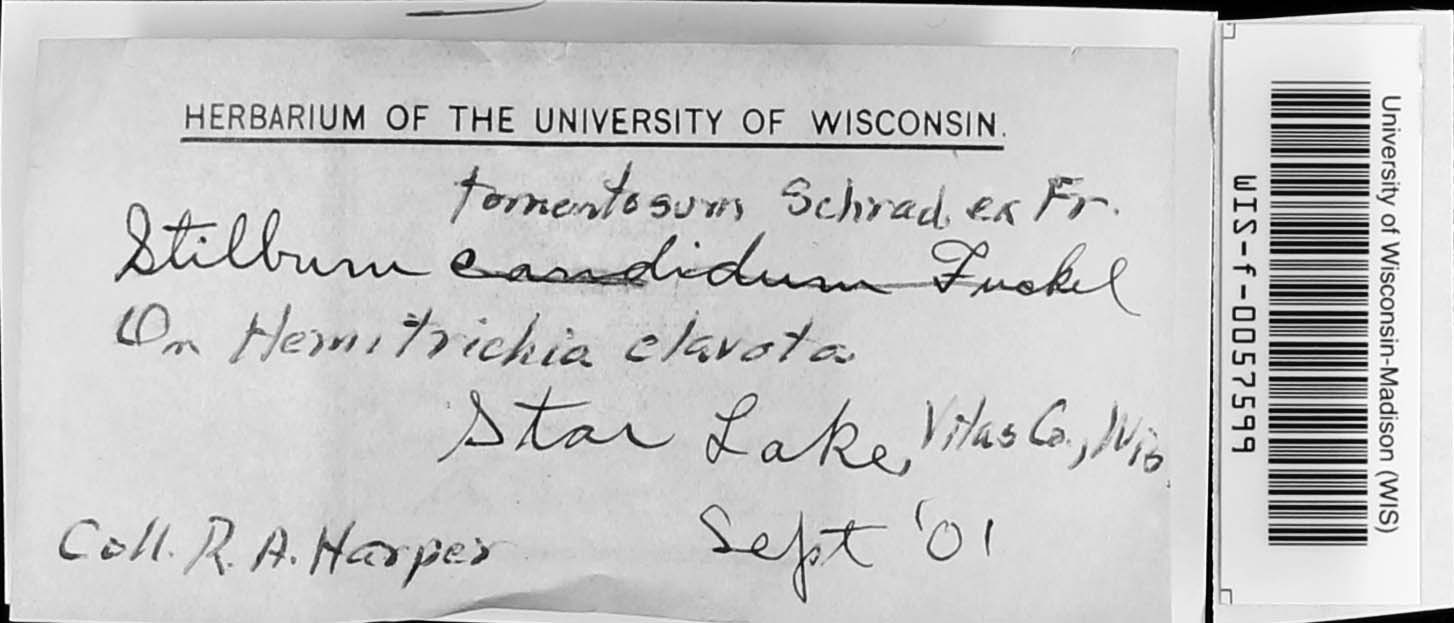 HERBARIUM OF THE UNIVERSITY OF WISCONSIN.
tomentosum Schrad. ex Fr.
Stilbum candidum Fuckel
On Hemitrichia clavata
Star Lake, Vilas Co., Wis.
Coll. R. A. Harper Sept '01
University of Wisconsin-Madison (WIS)
WIS-f-0057599